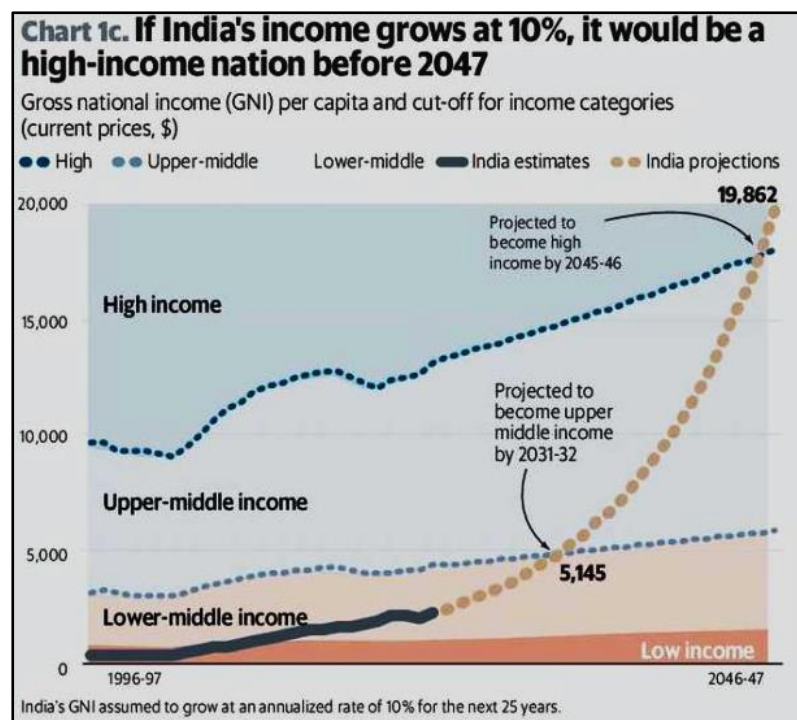 Chart 1c. If India's income grows at 10%, it would be a
high-income nation before 2047
Gross national income (GNI) per capita and cut-off for income categories
(current prices, $)
High Upper-middle Lower-middle India estimates India projections
20,000
19,862
Projected to
become high
income by 2045-46
High income
15,000
Projected to
become upper
middle income
by 2031-32
10,000
Upper-middle income
5,000
5,145
Lower-middle income
Low income
0
1996-97 2046-47
India's GNI assumed to grow at an annualized rate of 10% for the next 25 years.